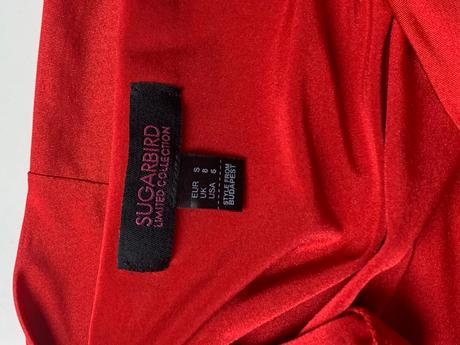 SUGARBIRD
LIMITED COLLECTION
EUR S
UK 8
USA 6
STYLE FROM
BUDAPEST